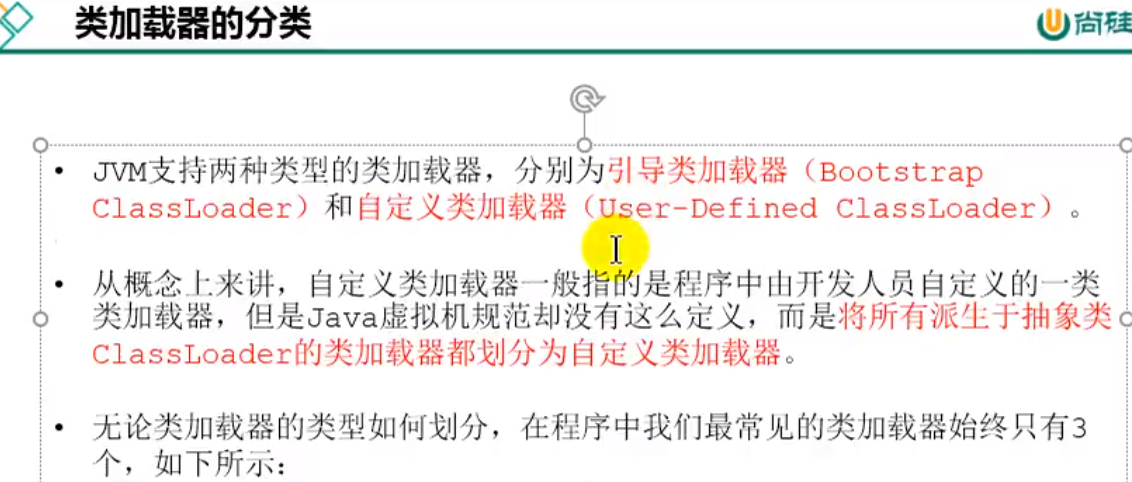 类加载器的分类
尚硅
• JVM支持两种类型的类加载器，分别为引导类加载器（Bootstrap
ClassLoader）和自定义类加载器（User-Defined ClassLoader）。
• 从概念上来讲，自定义类加载器一般指的是程序中由开发人员自定义的一类
类加载器，但是Java虚拟机规范却没有这么定义，而是将所有派生于抽象类
ClassLoader的类加载器都划分为自定义类加载器。
• 无论类加载器的类型如何划分，在程序中我们最常见的类加载器始终只有3
个，如下所示：